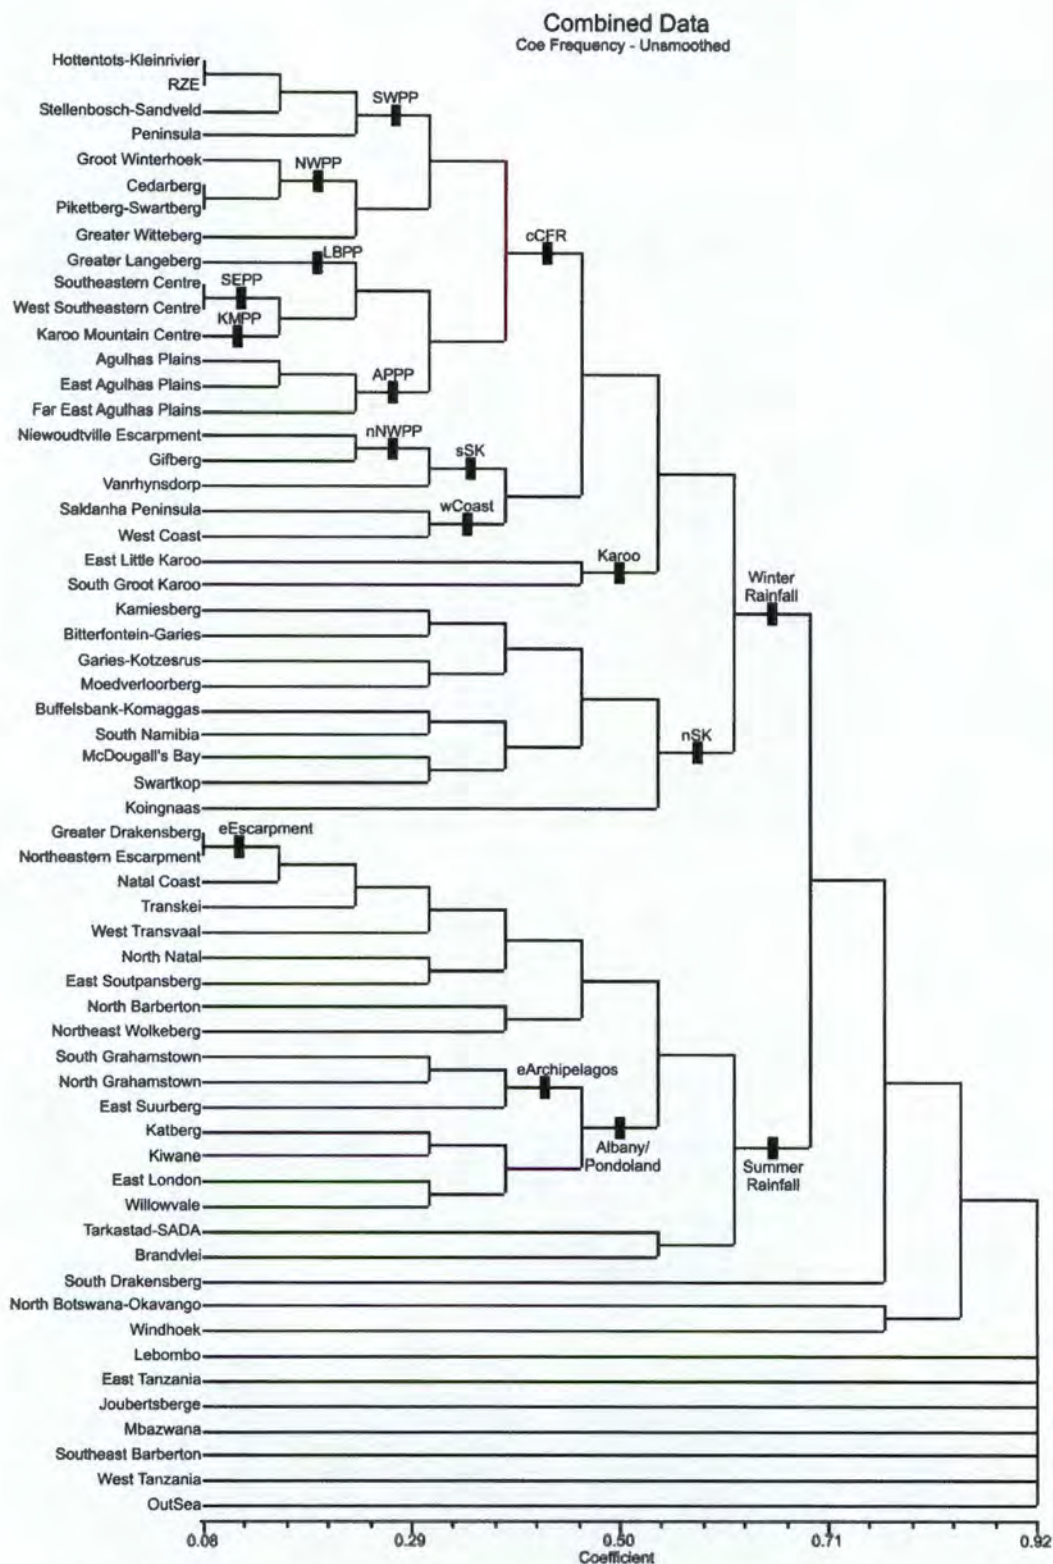 Combined Data
Coe Frequency - Unsmoothed
Hottentots-Kleinrivier
RZE
SWPP
Stellenbosch-Sandveld
Peninsula
Groot Winterhoek
NWPP
Cedarberg
Piketberg-Swartberg
Greater Witteberg
cCFR
LBPP
Greater Langeberg
Southeastern Centre
SEPP
West Southeastern Centre
KMPP
Karoo Mountain Centre
Agulhas Plains
APPP
East Agulhas Plains
Far East Agulhas Plains
Niewoudtville Escarpment
nNWPP
sSK
Gifberg
Vanrhynsdorp
wCoast
Saldanha Peninsula
West Coast
Karoo
East Little Karoo
South Groot Karoo
Winter
Rainfall
Kamiesberg
Bitterfontein-Garies
Garies-Kotzesrus
Moedverloorberg
Buffelsbank-Komaggas
South Namibia
nSK
McDougall's Bay
Swartkop
Koingnaas
Greater Drakensberg
eEscarpment
Northeastern Escarpment
Natal Coast
Transkei
West Transvaal
North Natal
East Soutpansberg
North Barberton
Northeast Wolkeberg
South Grahamstown
eArchipelagos
North Grahamstown
East Suurberg
Katberg
Albany/
Pondoland
Kiwane
Summer
Rainfall
East London
Willowvale
Tarkastad-SADA
Brandvlei
South Drakensberg
North Botswana-Okavango
Windhoek
Lebombo
East Tanzania
Joubertsberge
Mbazwana
Southeast Barberton
West Tanzania
OutSea
0.08 0.29 0.50 0.71 0.92
Coefficient